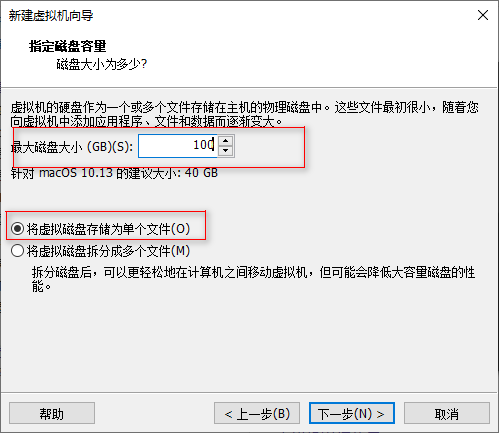 新建虚拟机向导
指定磁盘容量
磁盘大小为多少?
虚拟机的硬盘作为一个或多个文件存储在主机的物理磁盘中。这些文件最初很小，随着您
向虚拟机中添加应用程序、文件和数据而逐渐变大。
最大磁盘大小 (GB)(S): 100
针对 macOS 10.13 的建议大小: 40 GB
将虚拟磁盘存储为单个文件(O)
将虚拟磁盘拆分成多个文件(M)
拆分磁盘后，可以更轻松地在计算机之间移动虚拟机，但可能会降低大容量磁盘的性
能。
帮助 < 上一步(B) 下一步(N) > 取消